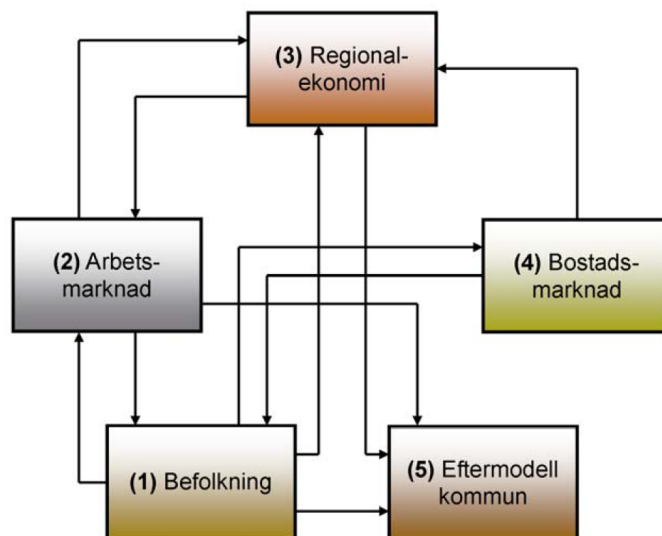 (3) Regional-
ekonomi
(2) Arbets-
marknad
(4) Bostads-
marknad
(1) Befolkning
(5) Eftermodell
kommun